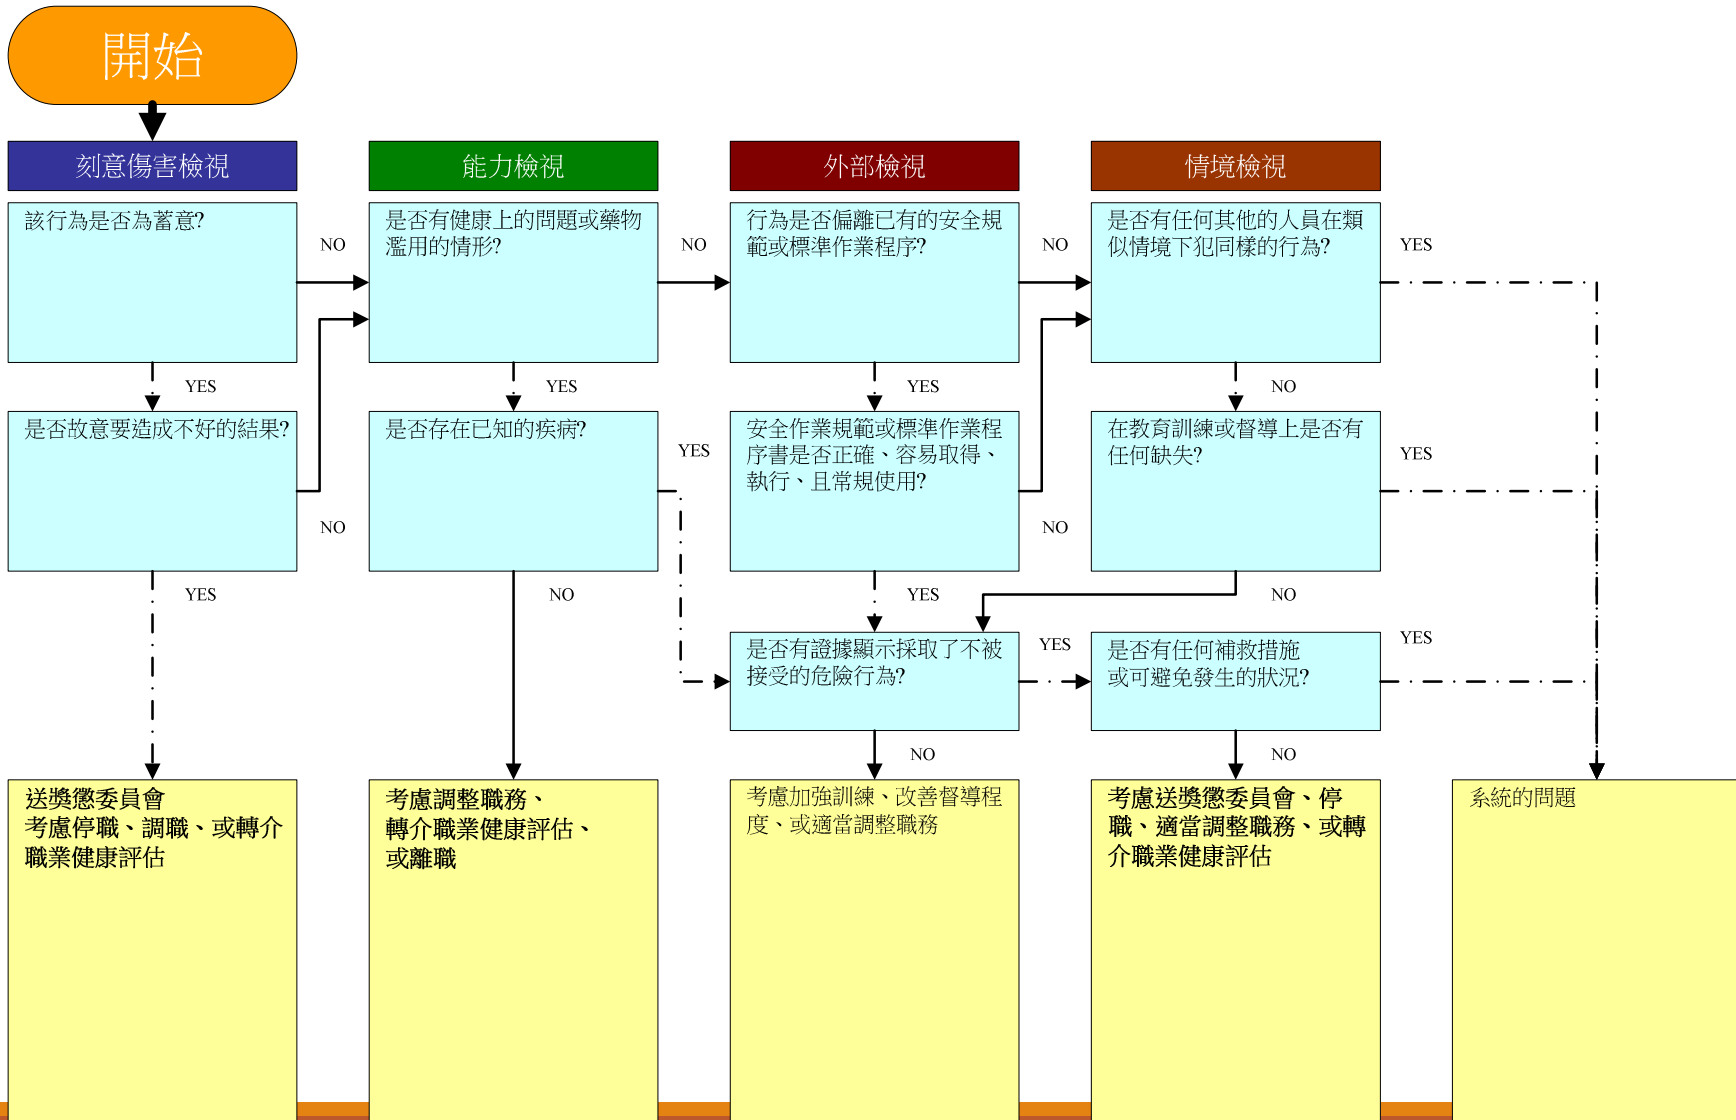 開始
刻意傷害檢視
能力檢視
外部檢視
情境檢視
該行為是否為蓄意?
NO
是否有健康上的問題或藥物
濫用的情形?
NO
行為是否偏離已有的安全規
範或標準作業程序?
NO
是否有任何其他的人員在類
似情境下犯同樣的行為?
YES
YES
YES
YES
NO
是否故意要造成不好的結果?
NO
是否存在已知的疾病?
YES
安全作業規範或標準作業程
序書是否正確、容易取得、
執行、且常規使用?
NO
在教育訓練或督導上是否有
任何缺失?
YES
YES
NO
YES
NO
是否有證據顯示採取了不被
接受的危險行為?
YES
是否有任何補救措施
或可避免發生的狀況?
YES
NO
NO
送獎懲委員會
考慮停職、調職、或轉介
職業健康評估
考慮調整職務、
轉介職業健康評估、
或離職
考慮加強訓練、改善督導程
度、或適當調整職務
考慮送獎懲委員會、停
職、適當調整職務、或轉
介職業健康評估
系統的問題